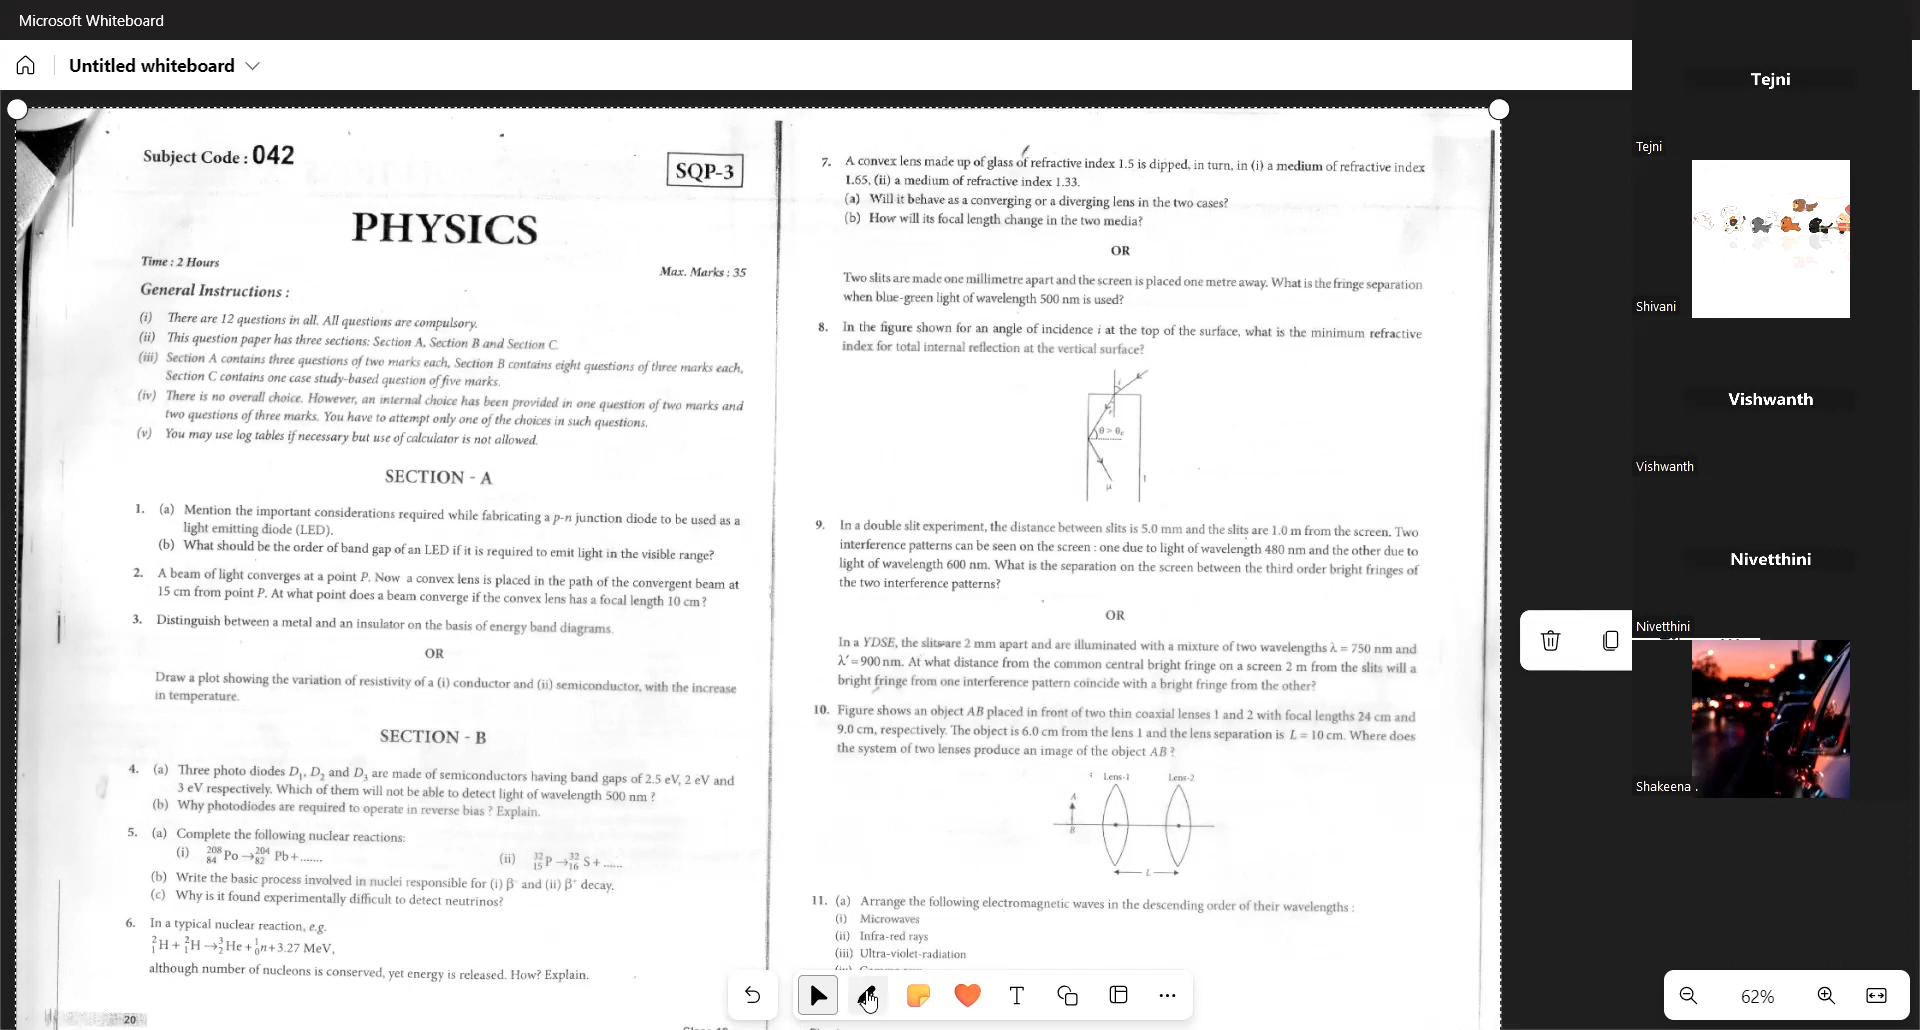 Microsoft Whiteboard
Untitled whiteboard
Subject Code : 042
SQP-3
PHYSICS
Time : 2 Hours
Max. Marks : 35
General Instructions :
(i) There are 12 questions in all. All questions are compulsory.
(ii) This question paper has three sections: Section A, Section B and Section C.
(iii) Section A contains three questions of two marks each, Section B contains eight questions of three marks each,
Section C contains one case study-based question of five marks.
(iv) There is no overall choice. However, an internal choice has been provided in one question of two marks and
two questions of three marks. You have to attempt only one of the choices in such questions.
(v) You may use log tables if necessary but use of calculator is not allowed.
SECTION - A
1. (a) Mention the important considerations required while fabricating a p-n junction diode to be used as a
light emitting diode (LED).
(b) What should be the order of band gap of an LED if it is required to emit light in the visible range?
2. A beam of light converges at a point P. Now a convex lens is placed in the path of the convergent beam at
15 cm from point P. At what point does a beam converge if the convex lens has a focal length 10 cm?
3. Distinguish between a metal and an insulator on the basis of energy band diagrams.
OR
Draw a plot showing the variation of resistivity of a (i) conductor and (ii) semiconductor, with the increase
in temperature.
SECTION - B
4. (a) Three photo diodes D₁, D₂ and D₃ are made of semiconductors having band gaps of 2.5 eV, 2 eV and
3 eV respectively. Which of them will not be able to detect light of wavelength 500 nm ?
(b) Why photodiodes are required to operate in reverse bias ? Explain.
5. (a) Complete the following nuclear reactions:
(i) ²⁰⁸₈₄Po →²⁰⁴₈₂Pb+.......
(ii) ³²₁₅P →³²₁₆S + ......
(b) Write the basic process involved in nuclei responsible for (i) β⁻ and (ii) β⁺ decay.
(c) Why is it found experimentally difficult to detect neutrinos?
6. In a typical nuclear reaction, e.g.
²₁H + ²₁H →³₂He + ¹₀n+3.27 MeV,
although number of nucleons is conserved, yet energy is released. How? Explain.
20
7. A convex lens made up of glass of refractive index 1.5 is dipped, in turn, in (i) a medium of refractive index
1.65, (ii) a medium of refractive index 1.33.
(a) Will it behave as a converging or a diverging lens in the two cases?
(b) How will its focal length change in the two media?
OR
Two slits are made one millimetre apart and the screen is placed one metre away. What is the fringe separation
when blue-green light of wavelength 500 nm is used?
8. In the figure shown for an angle of incidence i at the top of the surface, what is the minimum refractive
index for total internal reflection at the vertical surface?
i
r
θ > θc
μ
1
9. In a double slit experiment, the distance between slits is 5.0 mm and the slits are 1.0 m from the screen. Two
interference patterns can be seen on the screen : one due to light of wavelength 480 nm and the other due to
light of wavelength 600 nm. What is the separation on the screen between the third order bright fringes of
the two interference patterns?
OR
In a YDSE, the slits are 2 mm apart and are illuminated with a mixture of two wavelengths λ = 750 nm and
λ′ = 900 nm. At what distance from the common central bright fringe on a screen 2 m from the slits will a
bright fringe from one interference pattern coincide with a bright fringe from the other?
10. Figure shows an object AB placed in front of two thin coaxial lenses 1 and 2 with focal lengths 24 cm and
9.0 cm, respectively. The object is 6.0 cm from the lens 1 and the lens separation is L = 10 cm. Where does
the system of two lenses produce an image of the object AB ?
Lens-1 Lens-2
A
B
L
11. (a) Arrange the following electromagnetic waves in the descending order of their wavelengths :
(i) Microwaves
(ii) Infra-red rays
(iii) Ultra-violet-radiation
Tejni
Tejni
Shivani
Vishwanth
Vishwanth
Nivetthini
Nivetthini
Shakeena .
62%